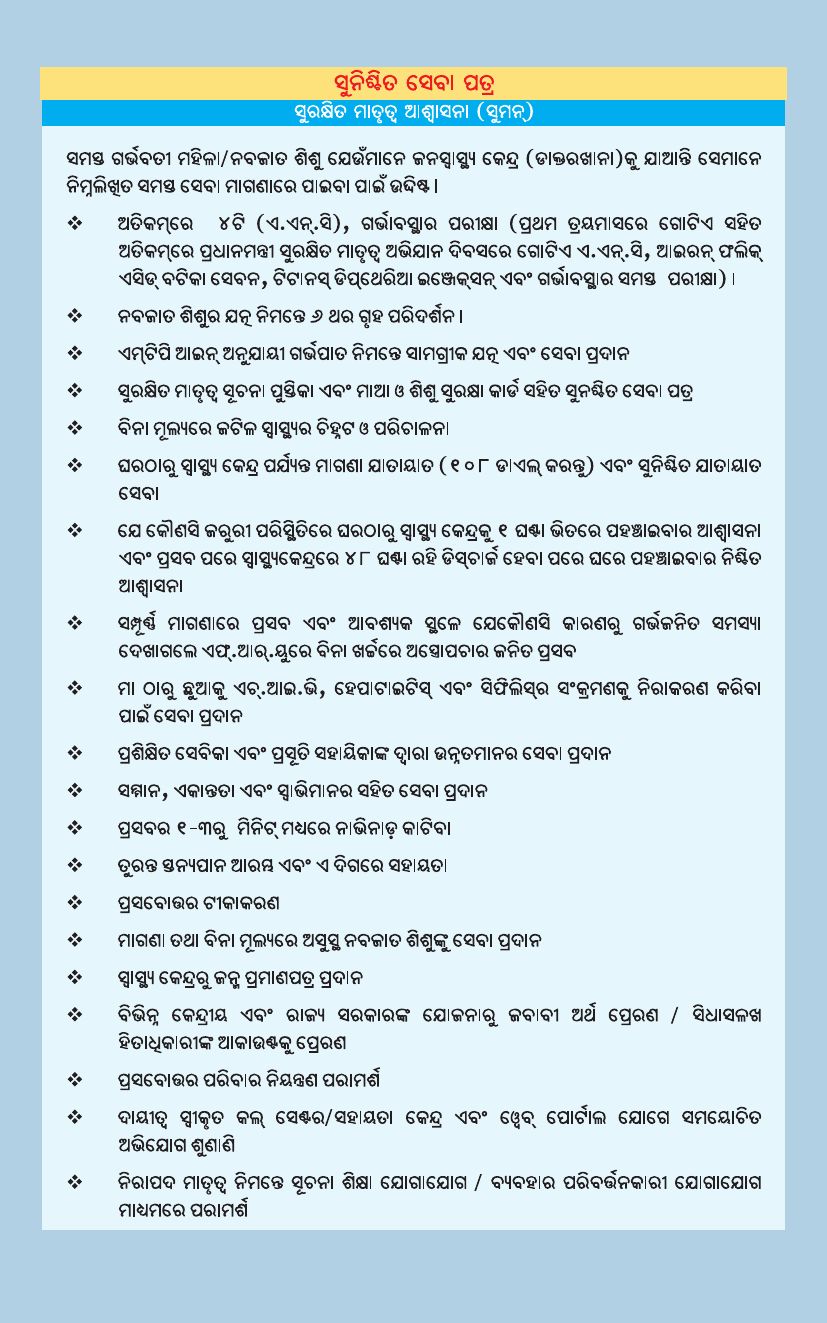 ସୁନିଶ୍ଚିତ ସେବା ପତ୍ର
ସୁରକ୍ଷିତ ମାତୃତ୍ୱ ଆଶ୍ୱାସନା (ସୁମନ୍)
ସମସ୍ତ ଗର୍ଭବତୀ ମହିଳା/ନବଜାତ ଶିଶୁ ଯେଉଁମାନେ ଜନସ୍ୱାସ୍ଥ୍ୟ କେନ୍ଦ୍ର (ଡାକ୍ତରଖାନା)କୁ ଯାଆନ୍ତି ସେମାନେ
ନିମ୍ନଲିଖିତ ସମସ୍ତ ସେବା ମାଗଣାରେ ପାଇବା ପାଇଁ ଉଦ୍ଦିଷ୍ଟ ।
❖ ଅତିକମ୍‌ରେ ୪ଟି (ଏ.ଏନ୍.ସି), ଗର୍ଭାବସ୍ଥାର ପରୀକ୍ଷା (ପ୍ରଥମ ତ୍ରୟମାସରେ ଗୋଟିଏ ସହିତ
ଅତିକମ୍‌ରେ ପ୍ରଧାନମନ୍ତ୍ରୀ ସୁରକ୍ଷିତ ମାତୃତ୍ୱ ଅଭିଯାନ ଦିବସରେ ଗୋଟିଏ ଏ.ଏନ୍.ସି, ଆଇରନ୍ ଫଲିକ୍
ଏସିଡ୍ ବଟିକା ସେବନ, ଟିଟାନସ୍ ଡିପ୍‌ଥେରିଆ ଇଞ୍ଜେକ୍‌ସନ୍ ଏବଂ ଗର୍ଭାବସ୍ଥାର ସମସ୍ତ ପରୀକ୍ଷା) ।
❖ ନବଜାତ ଶିଶୁର ଯତ୍ନ ନିମନ୍ତେ ୬ ଥର ଗୃହ ପରିଦର୍ଶନ ।
❖ ଏମ୍‌ଟିପି ଆଇନ୍ ଅନୁଯାୟୀ ଗର୍ଭପାତ ନିମନ୍ତେ ସାମଗ୍ରୀକ ଯତ୍ନ ଏବଂ ସେବା ପ୍ରଦାନ
❖ ସୁରକ୍ଷିତ ମାତୃତ୍ୱ ସୂଚନା ପୁସ୍ତିକା ଏବଂ ମାଆ ଓ ଶିଶୁ ସୁରକ୍ଷା କାର୍ଡ ସହିତ ସୁନଶ୍ଚିତ ସେବା ପତ୍ର
❖ ବିନା ମୂଲ୍ୟରେ ଜଟିଳ ସ୍ୱାସ୍ଥ୍ୟର ଚିହ୍ନଟ ଓ ପରିଚାଳନା
❖ ଘରଠାରୁ ସ୍ୱାସ୍ଥ୍ୟ କେନ୍ଦ୍ର ପର୍ଯ୍ୟନ୍ତ ମାଗଣା ଯାତାୟାତ (୧୦୮ ଡାଏଲ୍ କରନ୍ତୁ) ଏବଂ ସୁନିଶ୍ଚିତ ଯାତାୟାତ
ସେବା
❖ ଯେ କୌଣସି ଜରୁରୀ ପରିସ୍ଥିତିରେ ଘରଠାରୁ ସ୍ୱାସ୍ଥ୍ୟ କେନ୍ଦ୍ରକୁ ୧ ଘଣ୍ଟା ଭିତରେ ପହଞ୍ଚାଇବାର ଆଶ୍ୱାସନା
ଏବଂ ପ୍ରସବ ପରେ ସ୍ୱାସ୍ଥ୍ୟକେନ୍ଦ୍ରରେ ୪୮ ଘଣ୍ଟା ରହି ଡିସ୍‌ଚାର୍ଜ ହେବା ପରେ ଘରେ ପହଞ୍ଚାଇବାର ନିଶ୍ଚିତ
ଆଶ୍ୱାସନା
❖ ସମ୍ପୂର୍ଣ୍ଣ ମାଗଣାରେ ପ୍ରସବ ଏବଂ ଆବଶ୍ୟକ ସ୍ଥଳେ ଯେକୌଣସି କାରଣରୁ ଗର୍ଭଜନିତ ସମସ୍ୟା
ଦେଖାଗଲେ ଏଫ୍.ଆର୍.ୟୁରେ ବିନା ଖର୍ଚ୍ଚରେ ଅସ୍ତ୍ରୋପଚାର ଜନିତ ପ୍ରସବ
❖ ମା ଠାରୁ ଛୁଆକୁ ଏଚ୍.ଆଇ.ଭି, ହେପାଟାଇଟିସ୍ ଏବଂ ସିଫିଲିସ୍‌ର ସଂକ୍ରମଣକୁ ନିରାକରଣ କରିବା
ପାଇଁ ସେବା ପ୍ରଦାନ
❖ ପ୍ରଶିକ୍ଷିତ ସେବିକା ଏବଂ ପ୍ରସୂତି ସହାୟିକାଙ୍କ ଦ୍ୱାରା ଉନ୍ନତମାନର ସେବା ପ୍ରଦାନ
❖ ସମ୍ମାନ, ଏକାନ୍ତତା ଏବଂ ସ୍ୱାଭିମାନର ସହିତ ସେବା ପ୍ରଦାନ
❖ ପ୍ରସବର ୧-୩ରୁ ମିନିଟ୍ ମଧ୍ୟରେ ନାଭିନାଡ଼ କାଟିବା
❖ ତୁରନ୍ତ ସ୍ତନ୍ୟପାନ ଆରମ୍ଭ ଏବଂ ଏ ଦିଗରେ ସହାୟତା
❖ ପ୍ରସବୋତ୍ତର ଟୀକାକରଣ
❖ ମାଗଣା ତଥା ବିନା ମୂଲ୍ୟରେ ଅସୁସ୍ଥ ନବଜାତ ଶିଶୁଙ୍କୁ ସେବା ପ୍ରଦାନ
❖ ସ୍ୱାସ୍ଥ୍ୟ କେନ୍ଦ୍ରରୁ ଜନ୍ମ ପ୍ରମାଣପତ୍ର ପ୍ରଦାନ
❖ ବିଭିନ୍ନ କେନ୍ଦ୍ରୀୟ ଏବଂ ରାଜ୍ୟ ସରକାରଙ୍କ ଯୋଜନାରୁ ଜବାବୀ ଅର୍ଥ ପ୍ରେରଣ / ସିଧାସଳଖ
ହିତାଧିକାରୀଙ୍କ ଆକାଉଣ୍ଟକୁ ପ୍ରେରଣ
❖ ପ୍ରସବୋତ୍ତର ପରିବାର ନିୟନ୍ତ୍ରଣ ପରାମର୍ଶ
❖ ଦାୟୀତ୍ୱ ସ୍ୱୀକୃତ କଲ୍ ସେଣ୍ଟର/ସହାୟତା କେନ୍ଦ୍ର ଏବଂ ୱେବ୍ ପୋର୍ଟାଲ ଯୋଗେ ସମୟୋଚିତ
ଅଭିଯୋଗ ଶୁଣାଣି
❖ ନିରାପଦ ମାତୃତ୍ୱ ନିମନ୍ତେ ସୂଚନା ଶିକ୍ଷା ଯୋଗାଯୋଗ / ବ୍ୟବହାର ପରିବର୍ତ୍ତନକାରୀ ଯୋଗାଯୋଗ
ମାଧ୍ୟମରେ ପରାମର୍ଶ